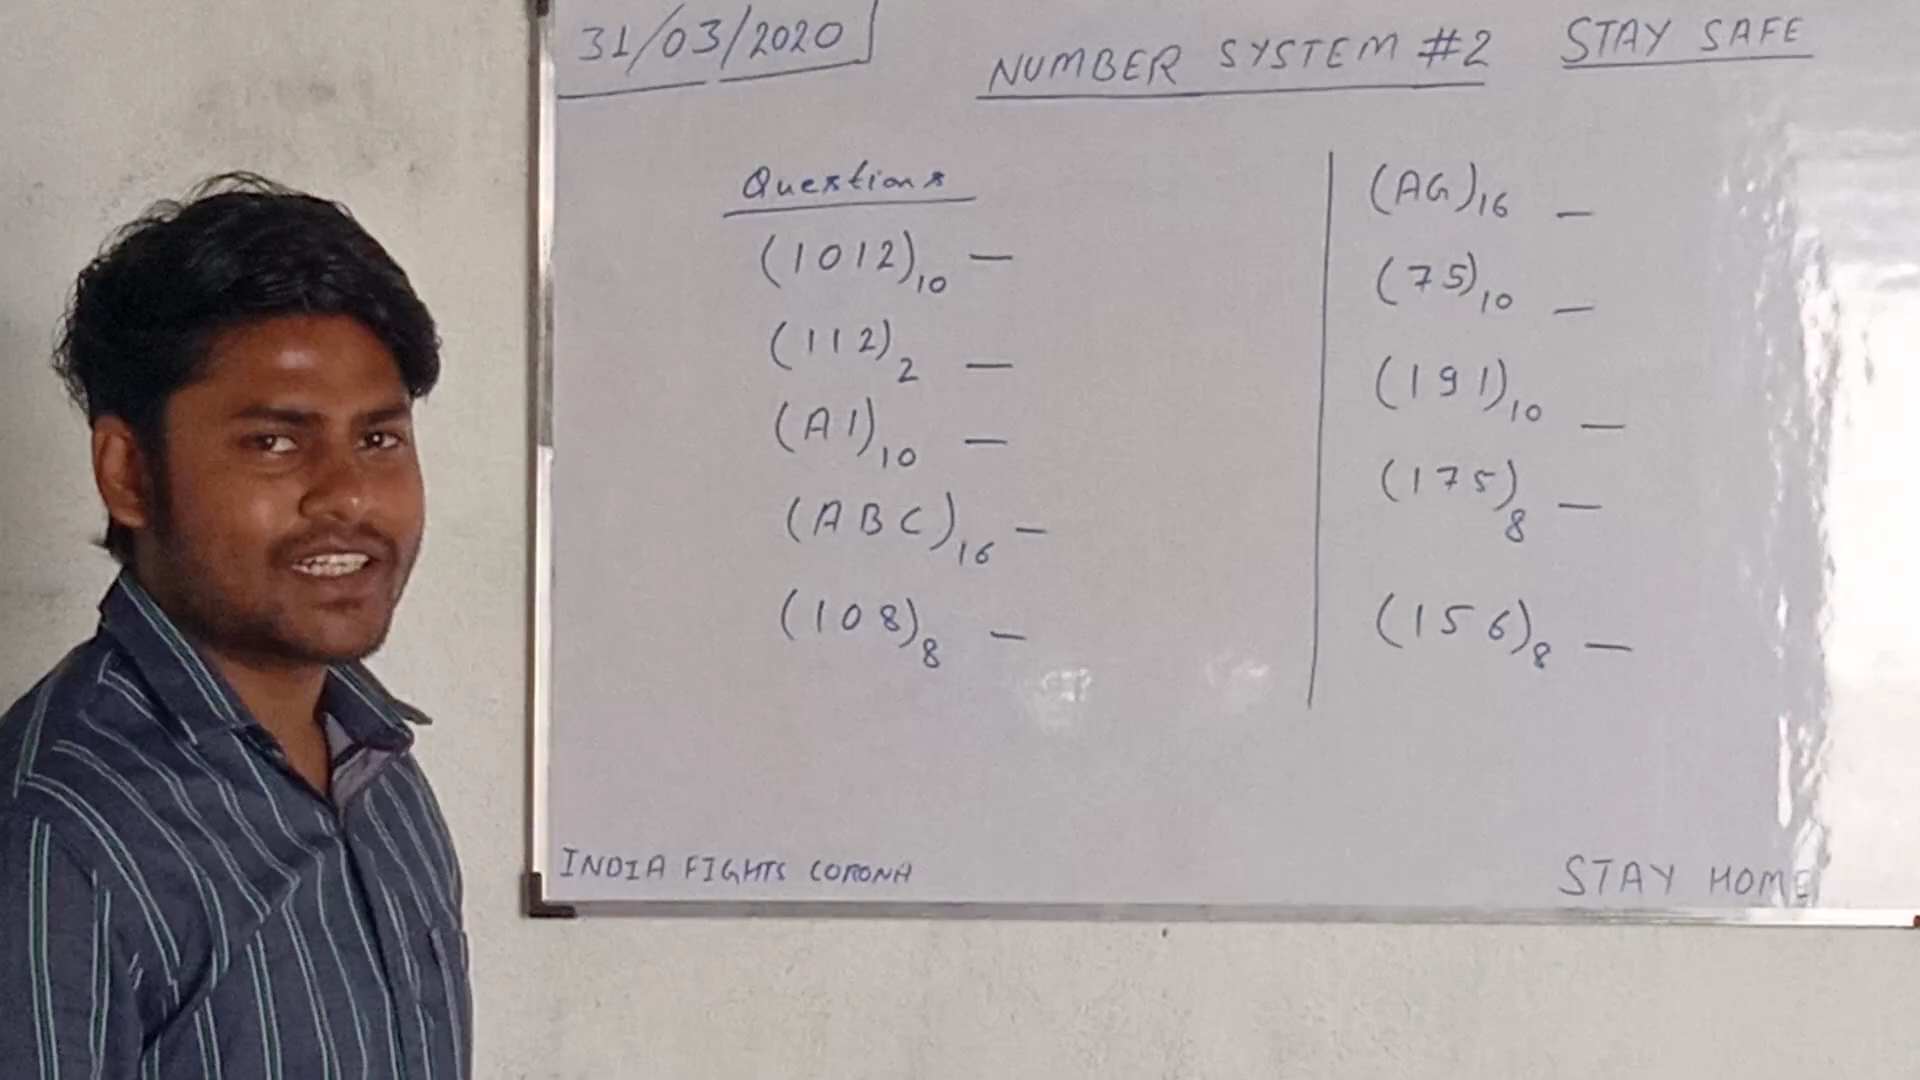 31/03/2020
NUMBER SYSTEM #2
STAY SAFE
Questions
(1012)10 —
(112)2 —
(A1)10 —
(ABC)16 —
(108)8 —
(AG)16 —
(75)10 —
(191)10 —
(175)8 —
(156)8 —
INDIA FIGHTS CORONA
STAY HOME